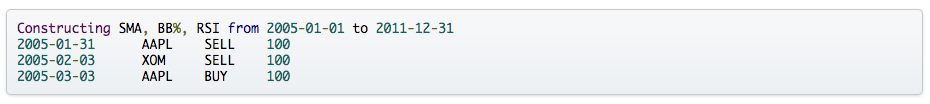 Constructing SMA, BB%, RSI from 2005-01-01 to 2011-12-31
2005-01-31 AAPL SELL 100
2005-02-03 XOM SELL 100
2005-03-03 AAPL BUY 100